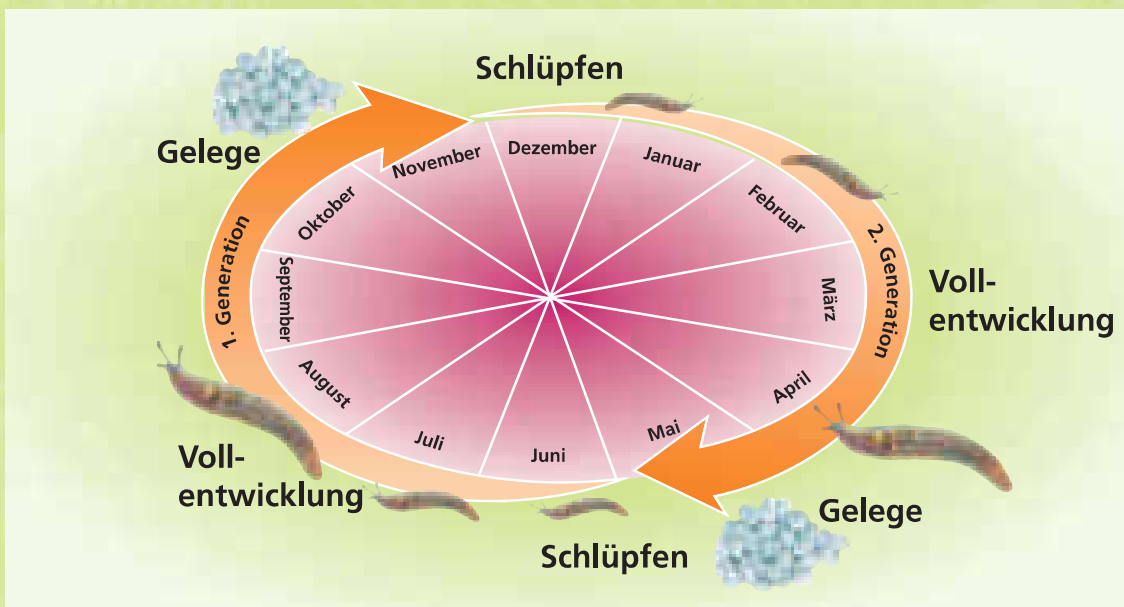 Schlüpfen
Gelege
November
Dezember
Januar
Februar
März
April
Mai
Juni
Juli
August
September
Oktober
1. Generation
2. Generation
Voll-
entwicklung
Voll-
entwicklung
Gelege
Schlüpfen